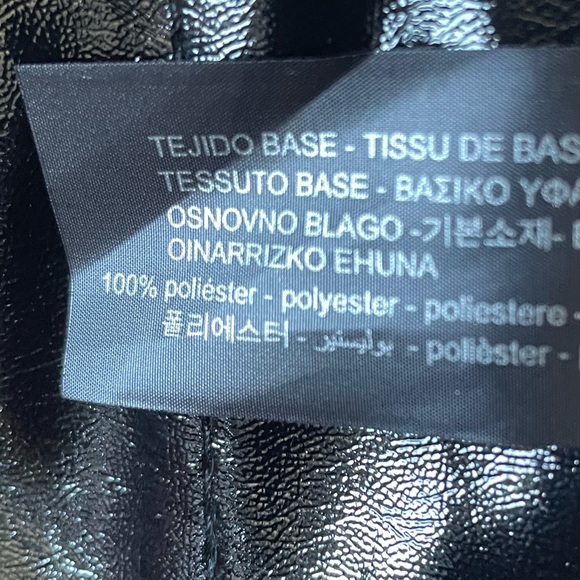 TEJIDO BASE - TISSU DE BAS
TESSUTO BASE - ΒΑΣΙΚΟ ΥΦΑ
OSNOVNO BLAGO -기본소재-
OINARRIZKO EHUNA
100% poliéster - polyester - poliestere -
폴리에스터 - بوليستير - polièster -